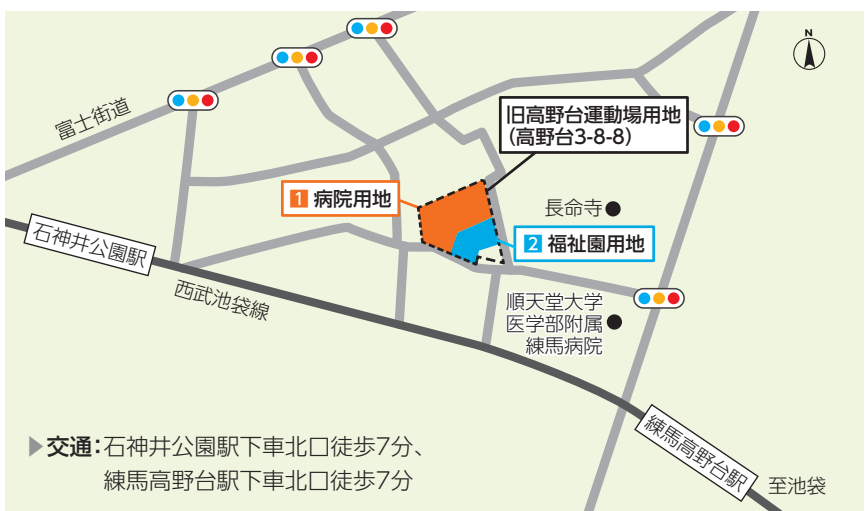 N
富士街道
旧高野台運動場用地
(高野台3-8-8)
1 病院用地
長命寺
2 福祉園用地
石神井公園駅
西武池袋線
順天堂大学
医学部附属
練馬病院
練馬高野台駅
至池袋
▶交通:石神井公園駅下車北口徒歩7分、
練馬高野台駅下車北口徒歩7分